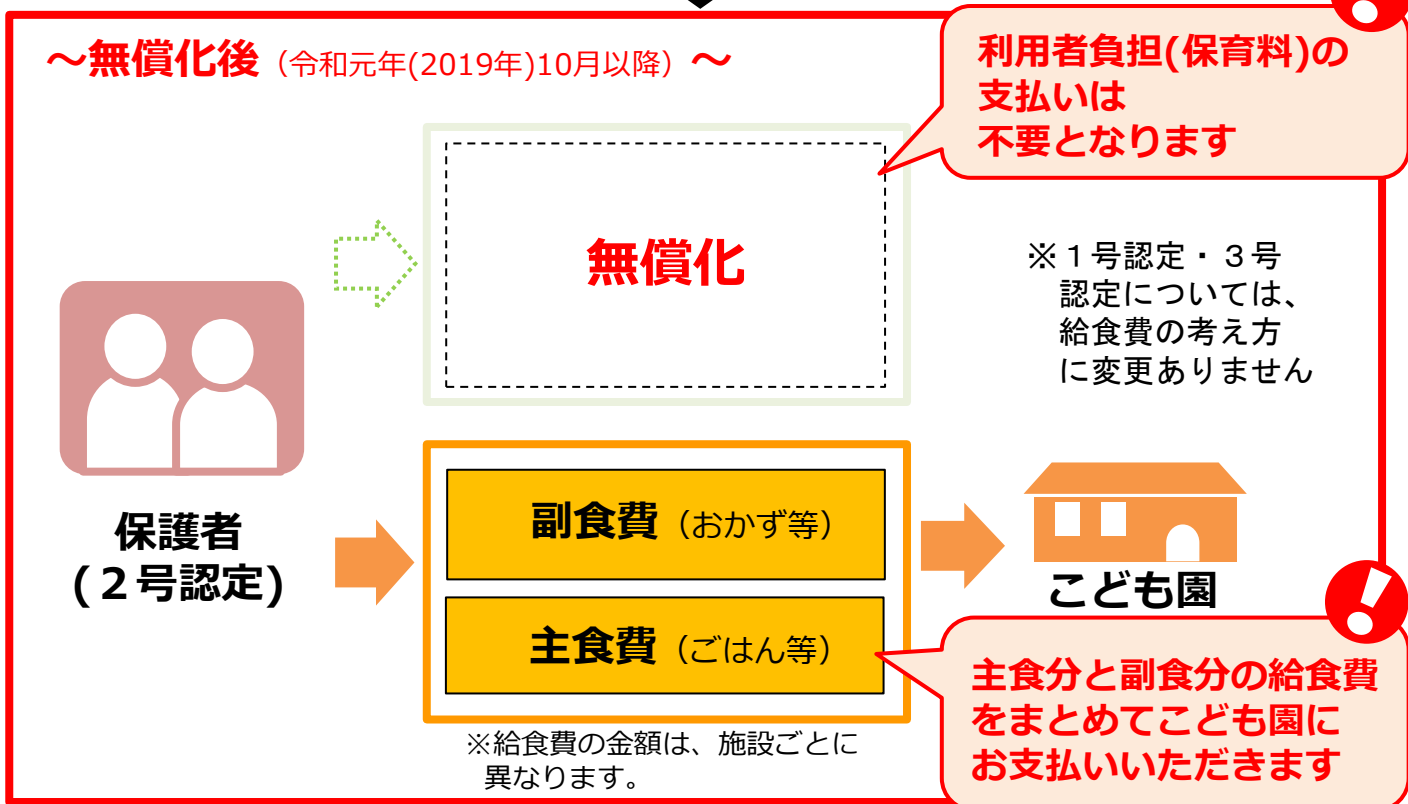 ～無償化後（令和元年(2019年)10月以降）～
利用者負担(保育料)の
支払いは
不要となります
無償化
※１号認定・３号
認定については、
給食費の考え方
に変更ありません
保護者
(２号認定)
副食費（おかず等）
主食費（ごはん等）
こども園
主食分と副食分の給食費
をまとめてこども園に
お支払いいただきます
※給食費の金額は、施設ごとに
異なります。